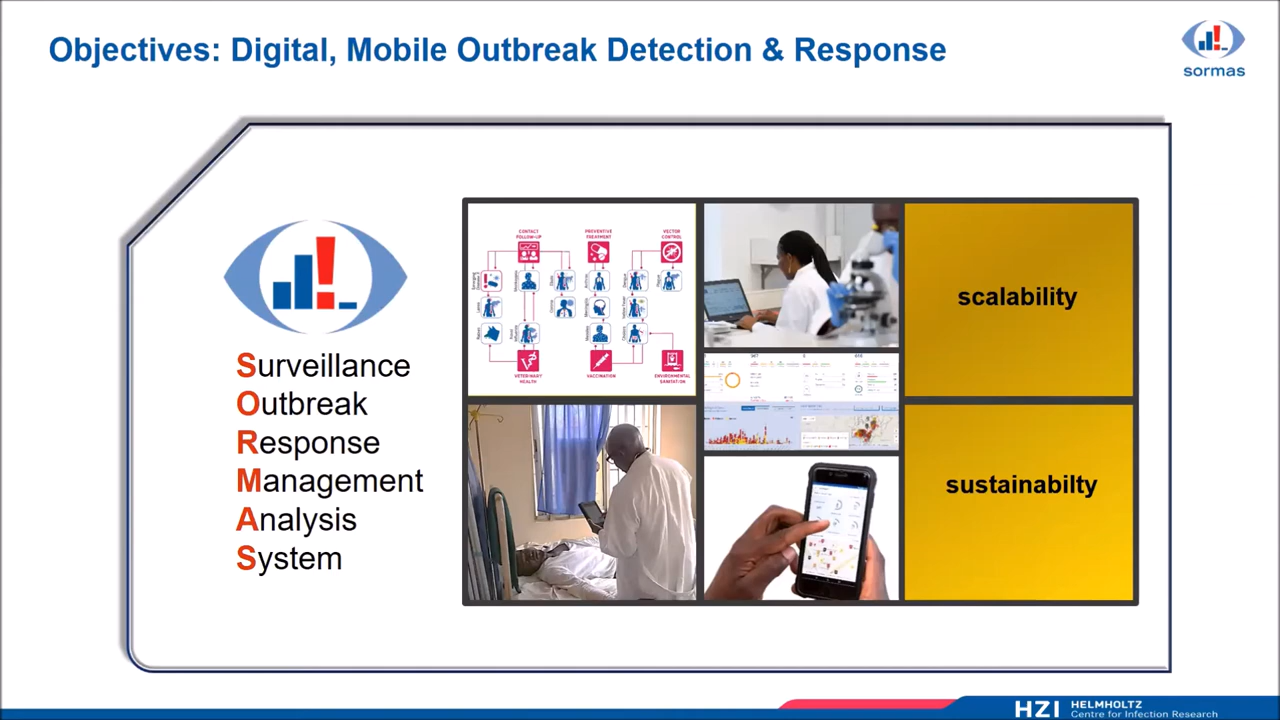 Objectives: Digital, Mobile Outbreak Detection & Response
sormas
Surveillance
Outbreak
Response
Management
Analysis
System
CONTACT
FOLLOW-UP
PREVENTIVE
TREATMENT
VECTOR
CONTROL
VETERINARY
HEALTH
VACCINATION
ENVIRONMENTAL
SANITATION
scalability
sustainabilty
HZI HELMHOLTZ
Centre for Infection Research